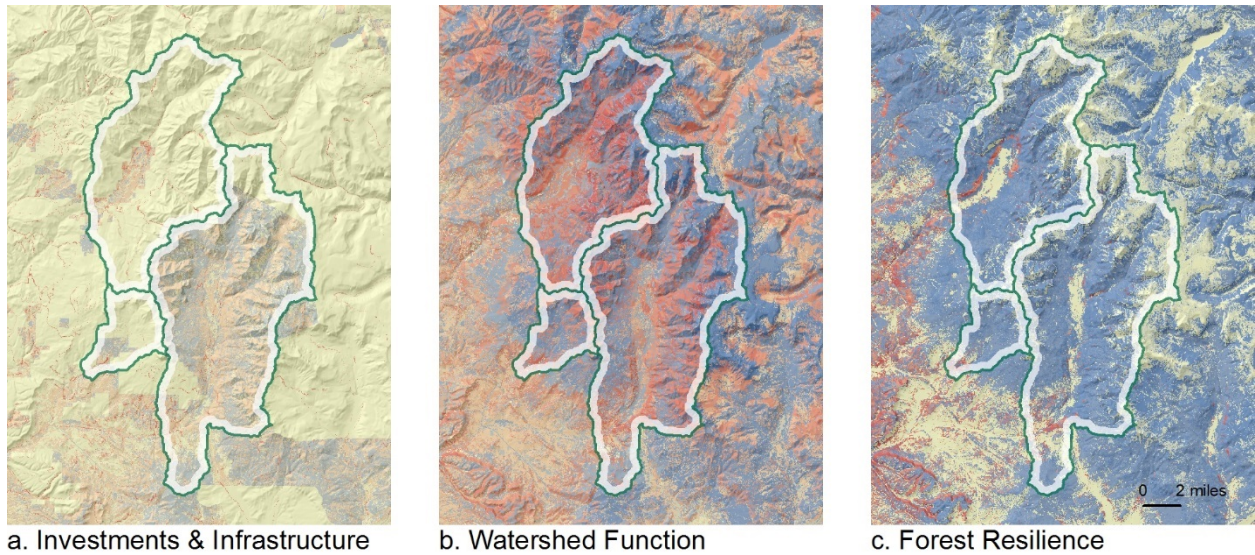 0 2 miles
a. Investments & Infrastructure
b. Watershed Function
c. Forest Resilience